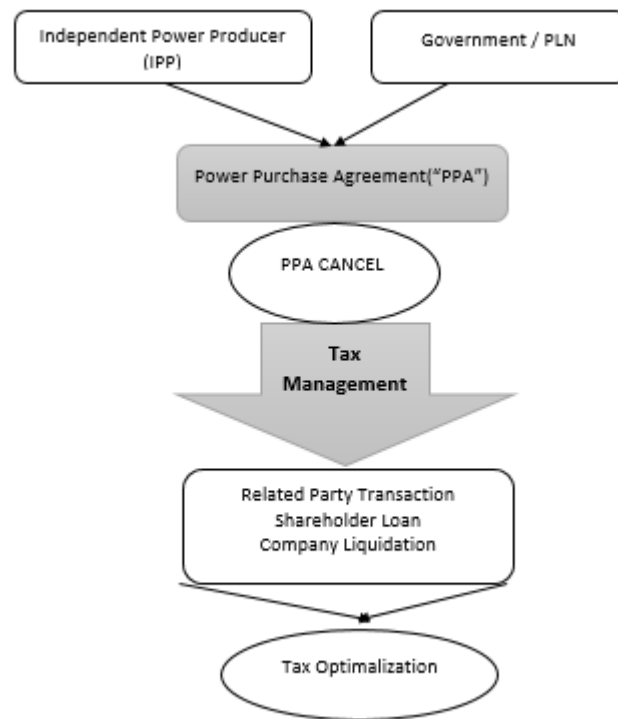 Independent Power Producer
(IPP)
Government / PLN
Power Purchase Agreement("PPA")
PPA CANCEL
Tax
Management
Related Party Transaction
Shareholder Loan
Company Liquidation
Tax Optimalization